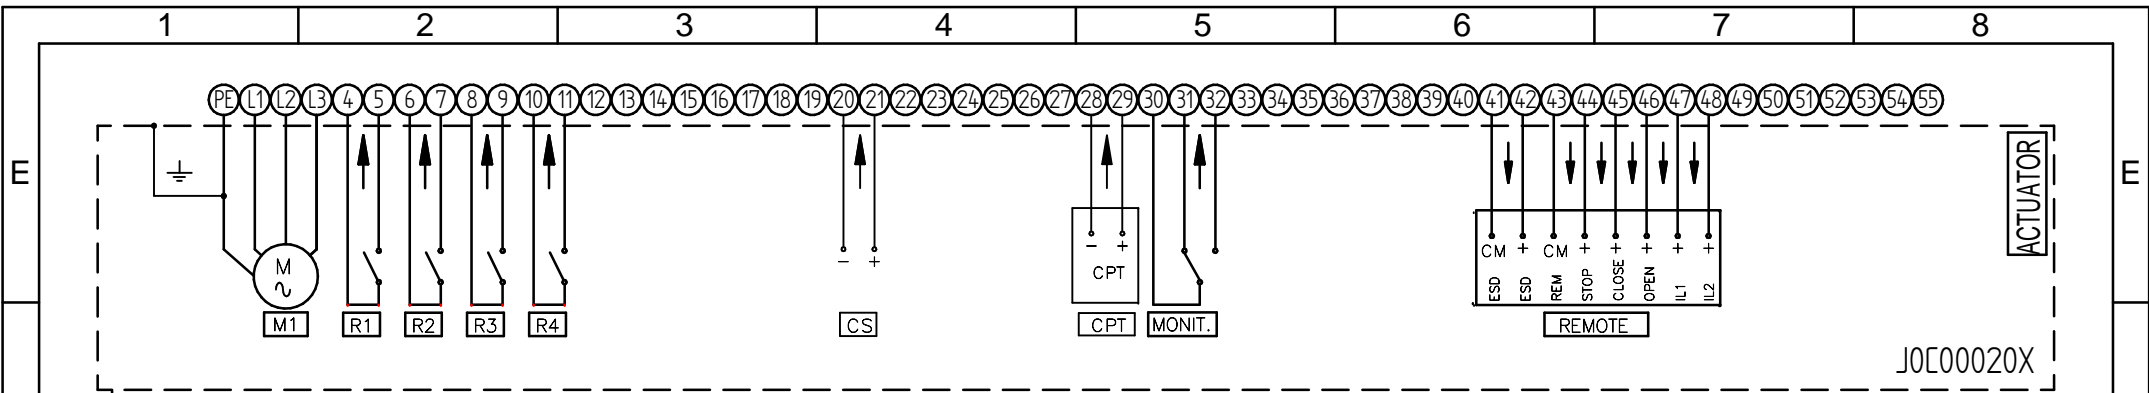 1 2 3 4 5 6 7 8
PE L1 L2 L3 4 5 6 7 8 9 10 11 12 13 14 15 16 17 18 19 20 21 22 23 24 25 26 27 28 29 30 31 32 33 34 35 36 37 38 39 40 41 42 43 44 45 46 47 48 49 50 51 52 53 54 55
E E
ACTUATOR
M
- +
- +
CPT
CM + CM + + + + +
ESD ESD REM STOP CLOSE OPEN IL1 IL2
M1 R1 R2 R3 R4 CS CPT MONIT. REMOTE
J0C00020X